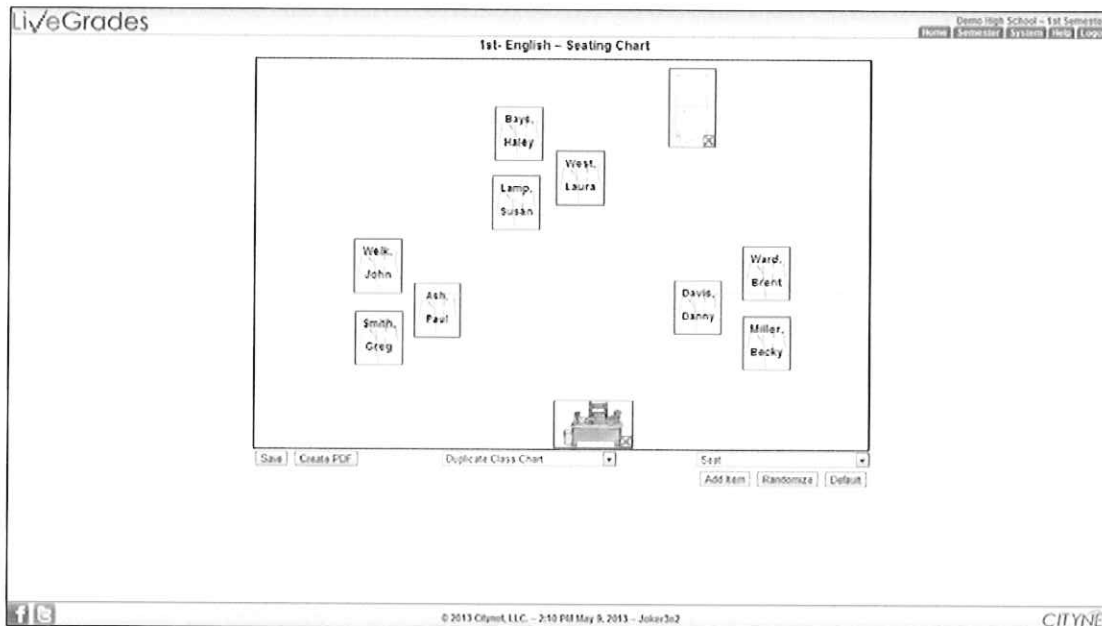 LiveGrades
Demo High School – 1st Semester
Home Semester System Help Logo
1st- English – Seating Chart
Bays,
Haley
West,
Laura
Lamp,
Susan
Welk,
John
Ash,
Paul
Smith,
Greg
Ward,
Brent
Davis,
Danny
Miller,
Becky
Save Create PDF Duplicate Class Chart Seat
Add Item Randomize Default
© 2013 Citynet, LLC. – 2:10 PM May 9, 2013 – Joker3n2
CITYNE